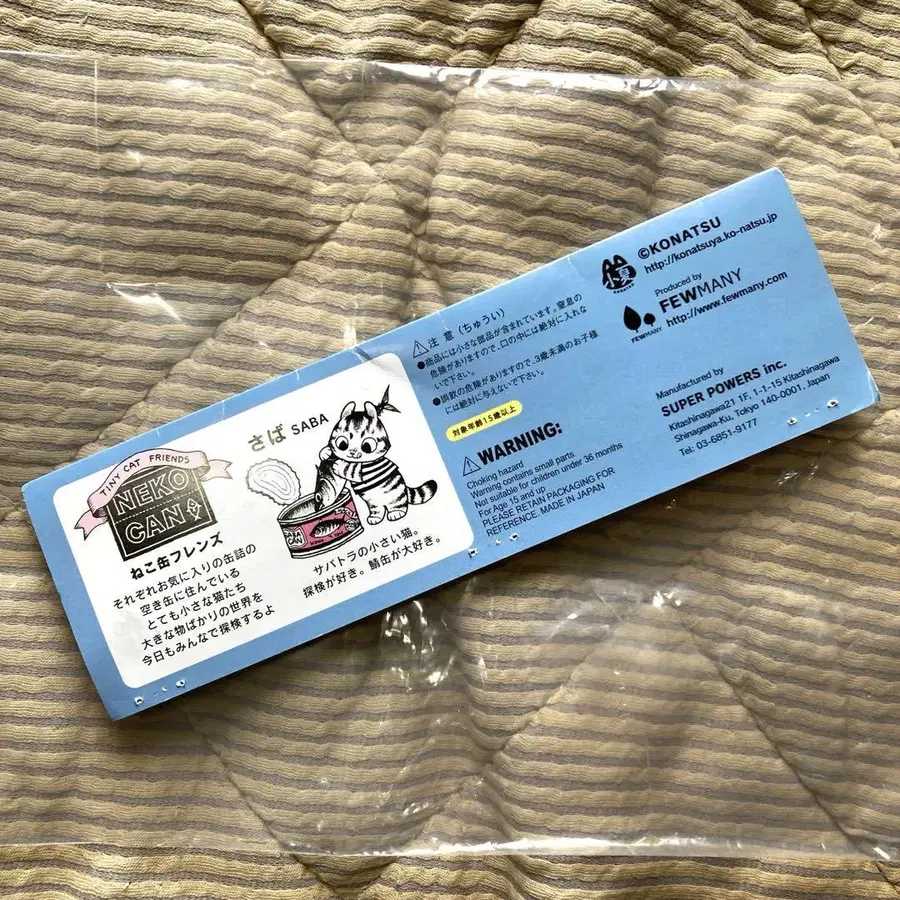 TINY CAT FRIENDS
NEKO
CAN
ねこ缶フレンズ
それぞれお気に入りの缶詰の
空き缶に住んでいる
とても小さな猫たち
大きな物ばかりの世界を
今日もみんなで探検するよ
さば SABA
SABA
CAN
サバトラの小さい猫。
探検が好き。鯖缶が大好き。
注意(ちゅうい)
●商品には小さな部品が含まれています。窒息の
危険がありますので、口の中には絶対に入れな
いで下さい。
●誤飲の危険がありますので、3歳未満のお子様
には絶対に与えないで下さい。
対象年齢15歳以上
WARNING:
Choking hazard
Warning contains small parts.
Not suitable for children under 36 months
For Age 15 and up
PLEASE RETAIN PACKAGING FOR
REFERENCE. MADE IN JAPAN
小夏
KONATSU
©KONATSU
http://konatsuya.ko-natsu.jp
Produced by
FEWMANY
FEWMANY
http://www.fewmany.com
Manufactured by
SUPER POWERS inc.
Kitashinagawa21 1F, 1-1-15 Kitashinagawa
Shinagawa-Ku, Tokyo 140-0001, Japan
Tel: 03-6851-9177